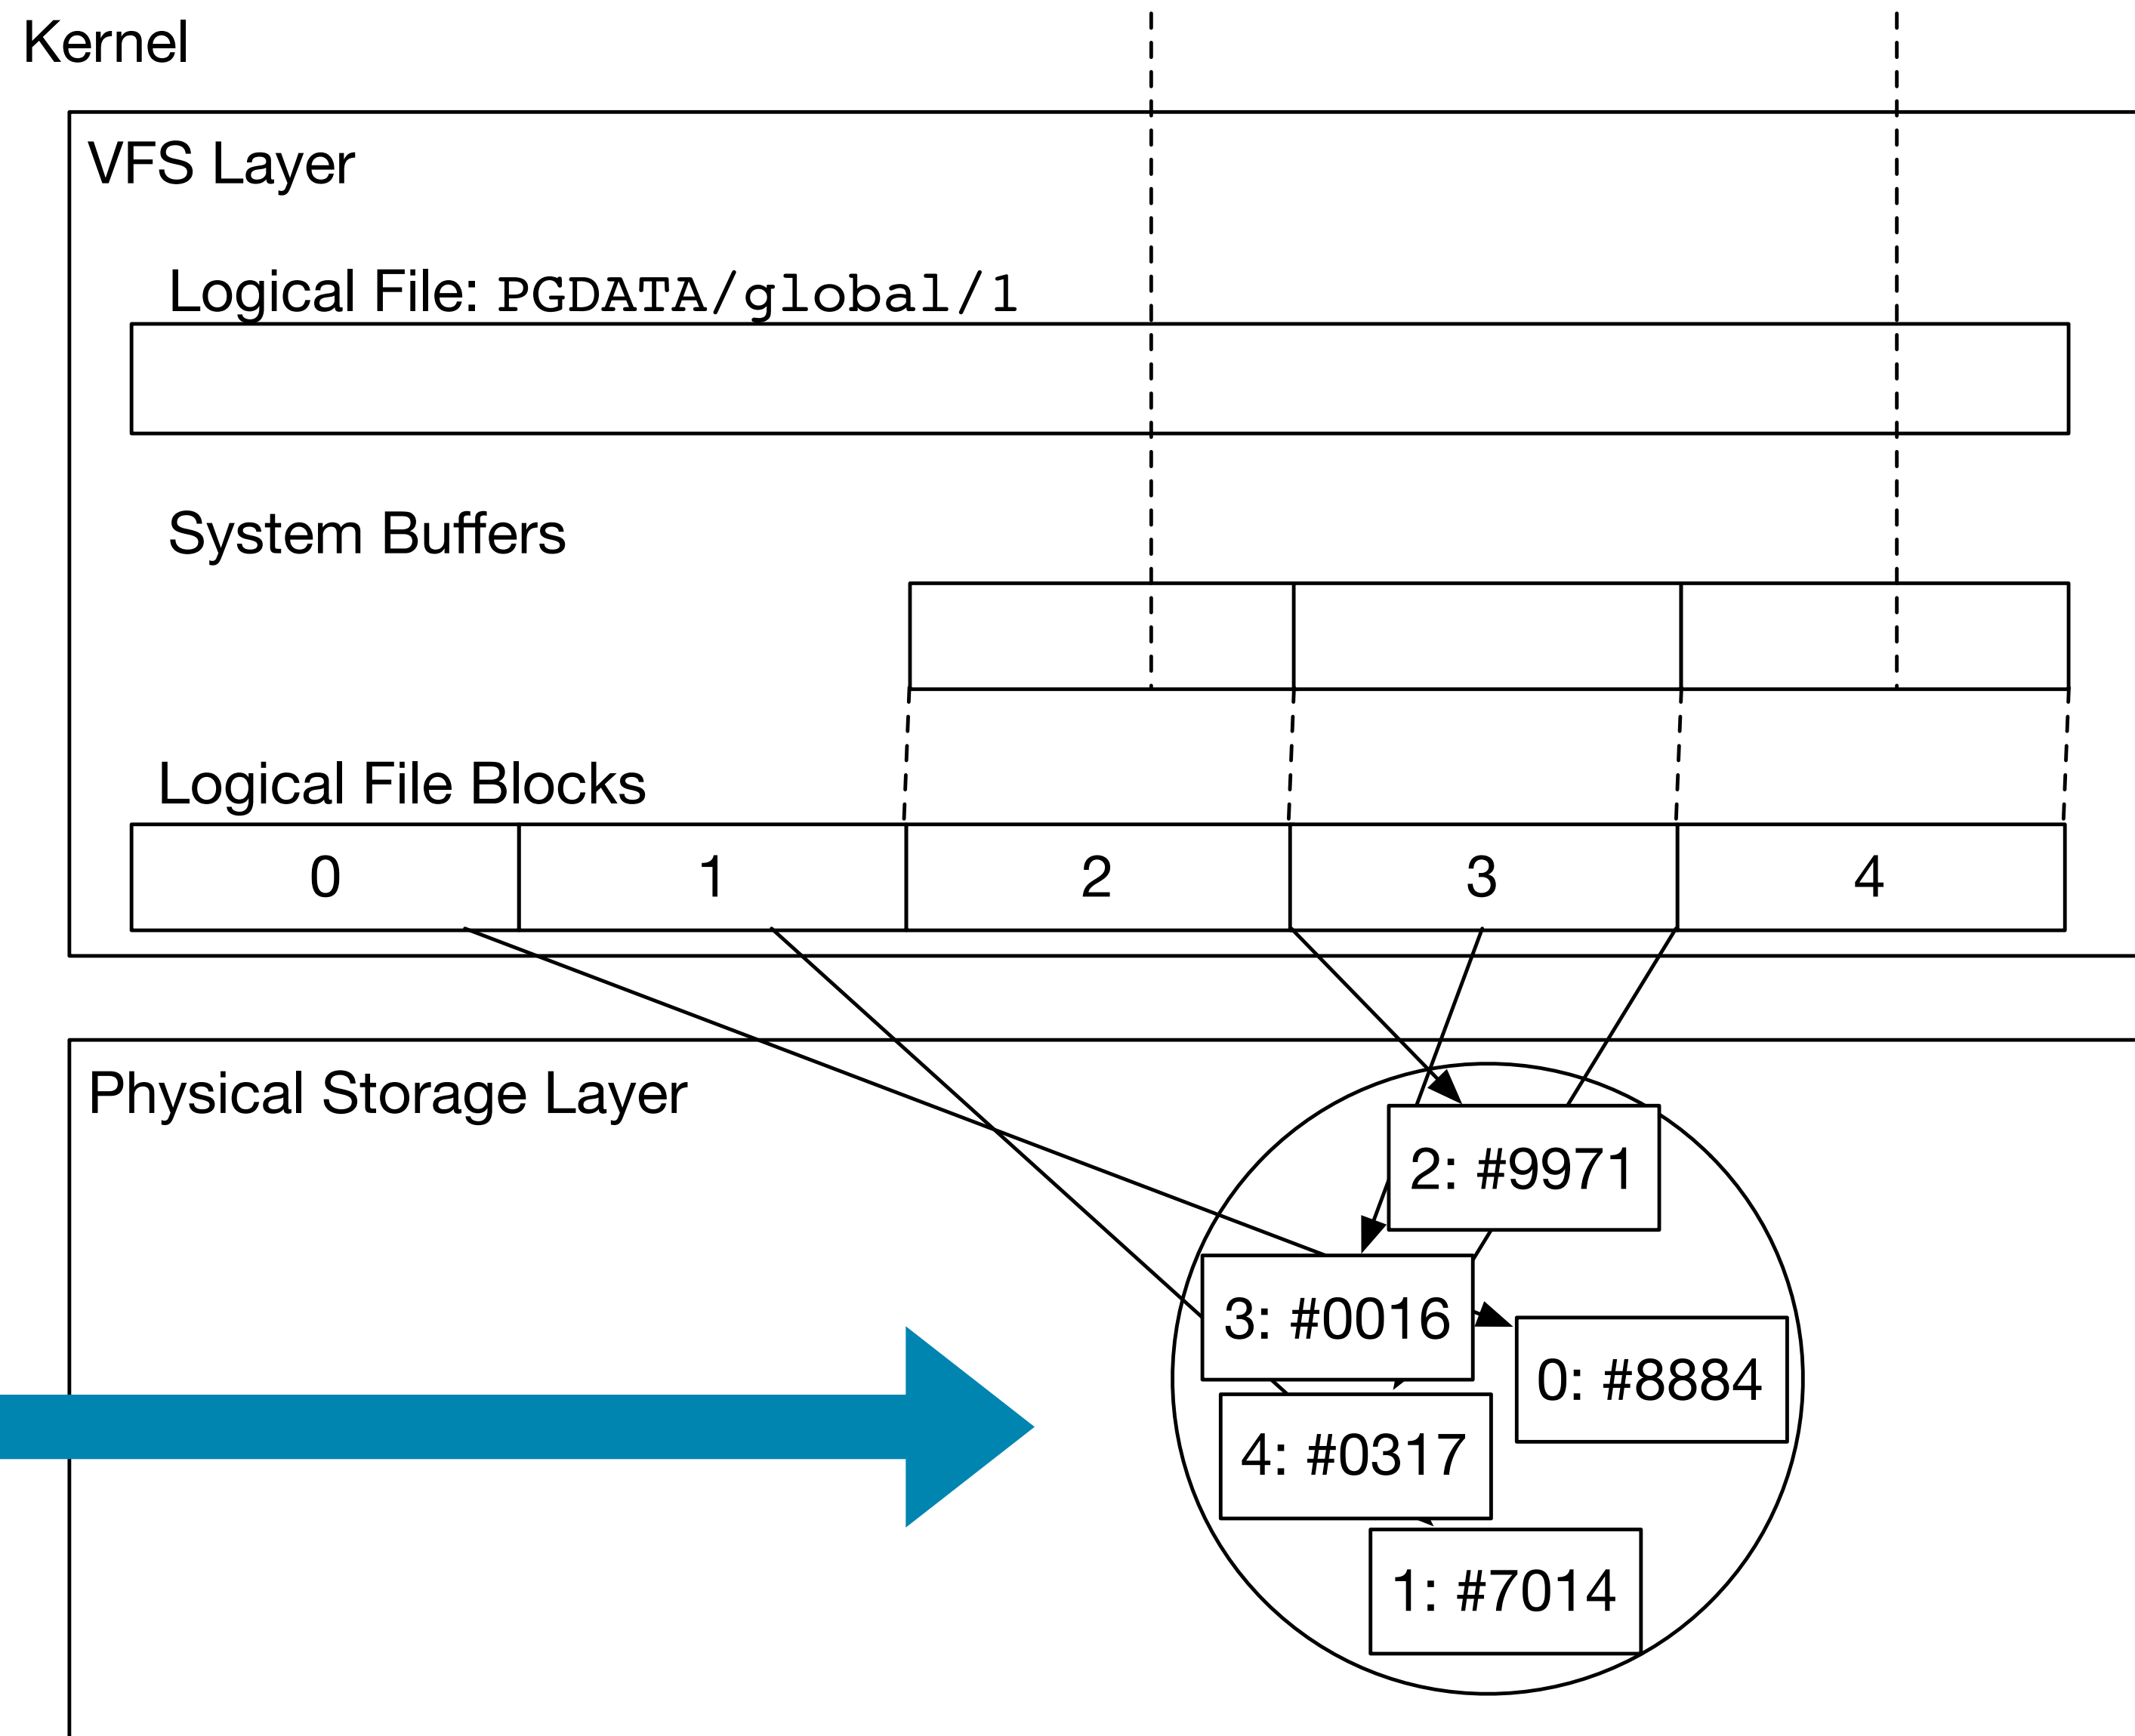 Kernel
VFS Layer
Logical File: PGDATA/global/1
System Buffers
Logical File Blocks
0 1 2 3 4
Physical Storage Layer
2: #9971
3: #0016
0: #8884
4: #0317
1: #7014